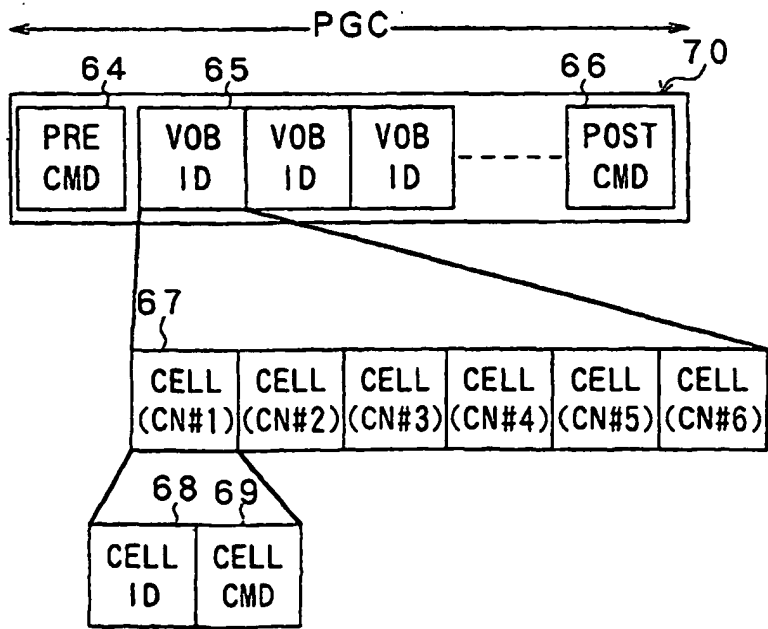 PGC
64 65 66 70
PRE VOB VOB VOB POST
CMD ID ID ID CMD
67
CELL CELL CELL CELL CELL CELL
(CN#1) (CN#2) (CN#3) (CN#4) (CN#5) (CN#6)
68 69
CELL CELL
ID CMD